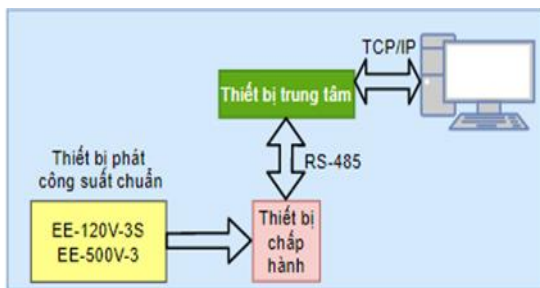 TCP/IP
Thiết bị trung tâm
RS-485
Thiết bị phát
công suất chuẩn
EE-120V-3S
EE-500V-3
Thiết bị
chấp
hành